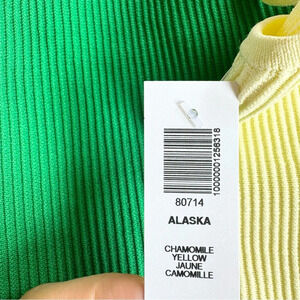 10000001256318
80714
ALASKA
CHAMOMILE
YELLOW
JAUNE
CAMOMILLE